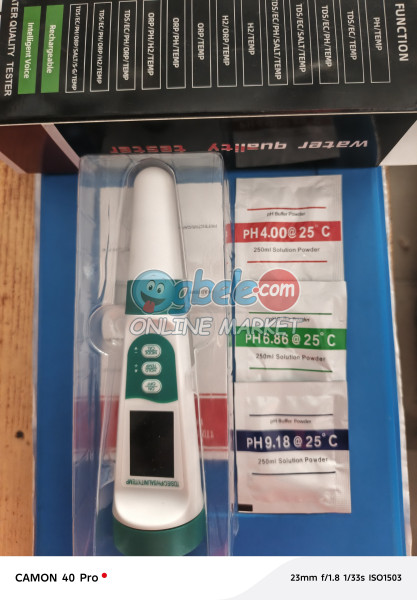 FUNCTION
PH/TEMP
TDS/EC/TEMP
TDS/EC/SALT/TEMP
TDS/EC/PH/SALT/TEMP
H2/TEMP
H2/ORP/TEMP
ORP/TEMP
ORP/PH/TEMP
ORP/PH/H2/TEMP
TDS/EC/PH/ORP/TEMP
TDS/EC/PH/ORP/H2/TEMP
TDS/EC/PH/ORP/SALT/S·G/TEMP
Rechargeable
Intelligent Voice
TER QUALITY TESTER
water quality tester
gbele.com
ONLINE MARKET
pH Buffer Powder
PH 4.00@ 25°C
250ml Solution Powder
PH 6.86 @ 25°C
250ml Solution Powder
pH Buffer Powder
PH 9.18 @ 25°C
250ml Solution Powder
TDS/EC/PH/SALINITY/TEMP
CAMON 40 Pro
23mm f/1.8 1/33s ISO1503